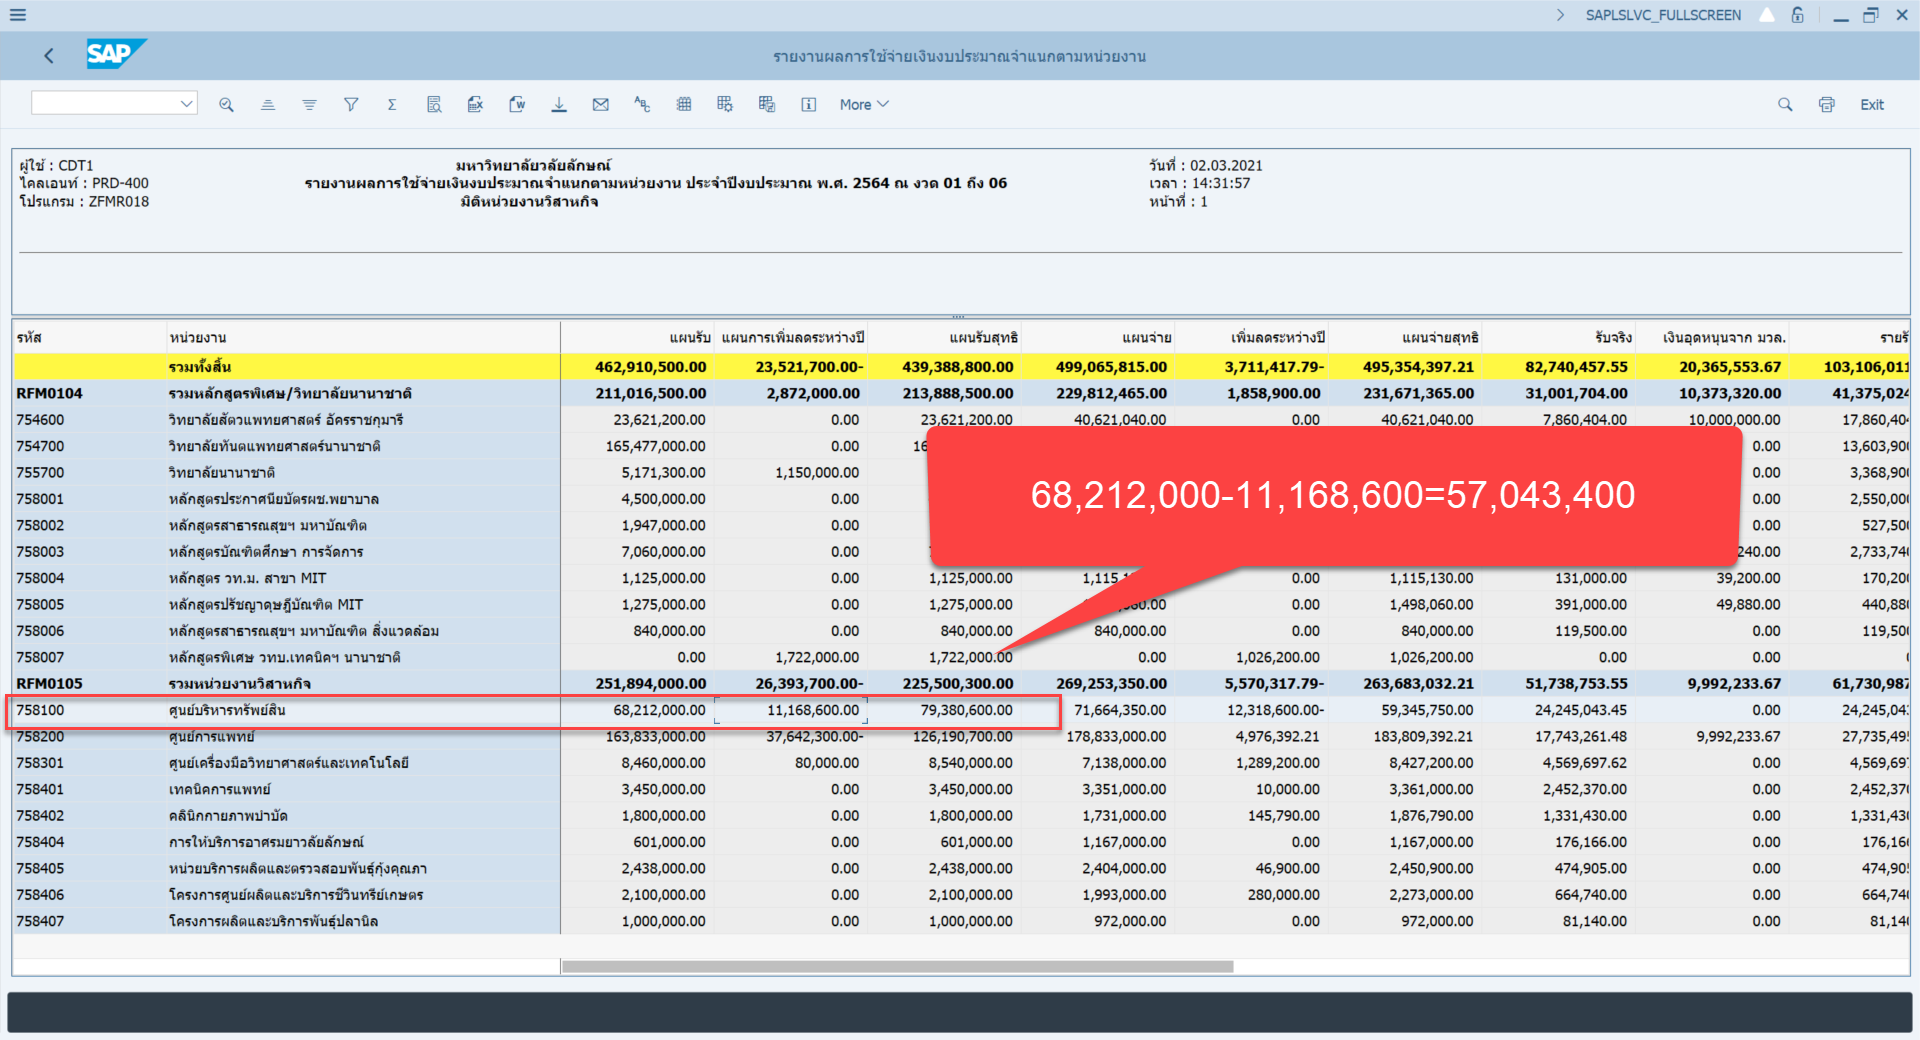 SAPLSLVC_FULLSCREEN
SAP
รายงานผลการใช้จ่ายเงินงบประมาณจำแนกตามหน่วยงาน
More
Exit
ผู้ใช้ : CDT1 มหาวิทยาลัยวลัยลักษณ์ วันที่ : 02.03.2021
ไคลเอนท์ : PRD-400 รายงานผลการใช้จ่ายเงินงบประมาณจำแนกตามหน่วยงาน ประจำปีงบประมาณ พ.ศ. 2564 ณ งวด 01 ถึง 06 เวลา : 14:31:57
โปรแกรม : ZFMR018 มิติหน่วยงานวิสาหกิจ หน้าที่ : 1
รหัส หน่วยงาน แผนรับ แผนการเพิ่มลดระหว่างปี แผนรับสุทธิ แผนจ่าย เพิ่มลดระหว่างปี แผนจ่ายสุทธิ รับจริง เงินอุดหนุนจาก มวล. รายรั
รวมทั้งสิ้น 462,910,500.00 23,521,700.00- 439,388,800.00 499,065,815.00 3,711,417.79- 495,354,397.21 82,740,457.55 20,365,553.67 103,106,011
RFM0104 รวมหลักสูตรพิเศษ/วิทยาลัยนานาชาติ 211,016,500.00 2,872,000.00 213,888,500.00 229,812,465.00 1,858,900.00 231,671,365.00 31,001,704.00 10,373,320.00 41,375,024
754600 วิทยาลัยสัตวแพทยศาสตร์ อัครราชกุมารี 23,621,200.00 0.00 23,621,200.00 40,621,040.00 0.00 40,621,040.00 7,860,404.00 10,000,000.00 17,860,404
754700 วิทยาลัยทันตแพทยศาสตร์นานาชาติ 165,477,000.00 0.00 16 0.00 13,603,900
755700 วิทยาลัยนานาชาติ 5,171,300.00 1,150,000.00 0.00 3,368,900
758001 หลักสูตรประกาศนียบัตรผช.พยาบาล 4,500,000.00 0.00 0.00 2,550,000
68,212,000-11,168,600=57,043,400
758002 หลักสูตรสาธารณสุขฯ มหาบัณฑิต 1,947,000.00 0.00 0.00 527,500
758003 หลักสูตรบัณฑิตศึกษา การจัดการ 7,060,000.00 0.00 240.00 2,733,740
758004 หลักสูตร วท.ม. สาขา MIT 1,125,000.00 0.00 1,125,000.00 1,115,1 0.00 1,115,130.00 131,000.00 39,200.00 170,200
758005 หลักสูตรปรัชญาดุษฎีบัณฑิต MIT 1,275,000.00 0.00 1,275,000.00 0.00 1,498,060.00 391,000.00 49,880.00 440,880
758006 หลักสูตรสาธารณสุขฯ มหาบัณฑิต สิ่งแวดล้อม 840,000.00 0.00 840,000.00 840,000.00 0.00 840,000.00 119,500.00 0.00 119,500
758007 หลักสูตรพิเศษ วทบ.เทคนิคฯ นานาชาติ 0.00 1,722,000.00 1,722,000.00 0.00 1,026,200.00 1,026,200.00 0.00 0.00
RFM0105 รวมหน่วยงานวิสาหกิจ 251,894,000.00 26,393,700.00- 225,500,300.00 269,253,350.00 5,570,317.79- 263,683,032.21 51,738,753.55 9,992,233.67 61,730,987
758100 ศูนย์บริหารทรัพย์สิน 68,212,000.00 11,168,600.00 79,380,600.00 71,664,350.00 12,318,600.00- 59,345,750.00 24,245,043.45 0.00 24,245,043
758200 ศูนย์การแพทย์ 163,833,000.00 37,642,300.00- 126,190,700.00 178,833,000.00 4,976,392.21 183,809,392.21 17,743,261.48 9,992,233.67 27,735,495
758301 ศูนย์เครื่องมือวิทยาศาสตร์และเทคโนโลยี 8,460,000.00 80,000.00 8,540,000.00 7,138,000.00 1,289,200.00 8,427,200.00 4,569,697.62 0.00 4,569,697
758401 เทคนิคการแพทย์ 3,450,000.00 0.00 3,450,000.00 3,351,000.00 10,000.00 3,361,000.00 2,452,370.00 0.00 2,452,370
758402 คลินิกกายภาพบำบัด 1,800,000.00 0.00 1,800,000.00 1,731,000.00 145,790.00 1,876,790.00 1,331,430.00 0.00 1,331,430
758404 การให้บริการอาศรมยาวลัยลักษณ์ 601,000.00 0.00 601,000.00 1,167,000.00 0.00 1,167,000.00 176,166.00 0.00 176,166
758405 หน่วยบริการผลิตและตรวจสอบพันธุ์กุ้งคุณภา 2,438,000.00 0.00 2,438,000.00 2,404,000.00 46,900.00 2,450,900.00 474,905.00 0.00 474,905
758406 โครงการศูนย์ผลิตและบริการชีวินทรีย์เกษตร 2,100,000.00 0.00 2,100,000.00 1,993,000.00 280,000.00 2,273,000.00 664,740.00 0.00 664,740
758407 โครงการผลิตและบริการพันธุ์ปลานิล 1,000,000.00 0.00 1,000,000.00 972,000.00 0.00 972,000.00 81,140.00 0.00 81,140